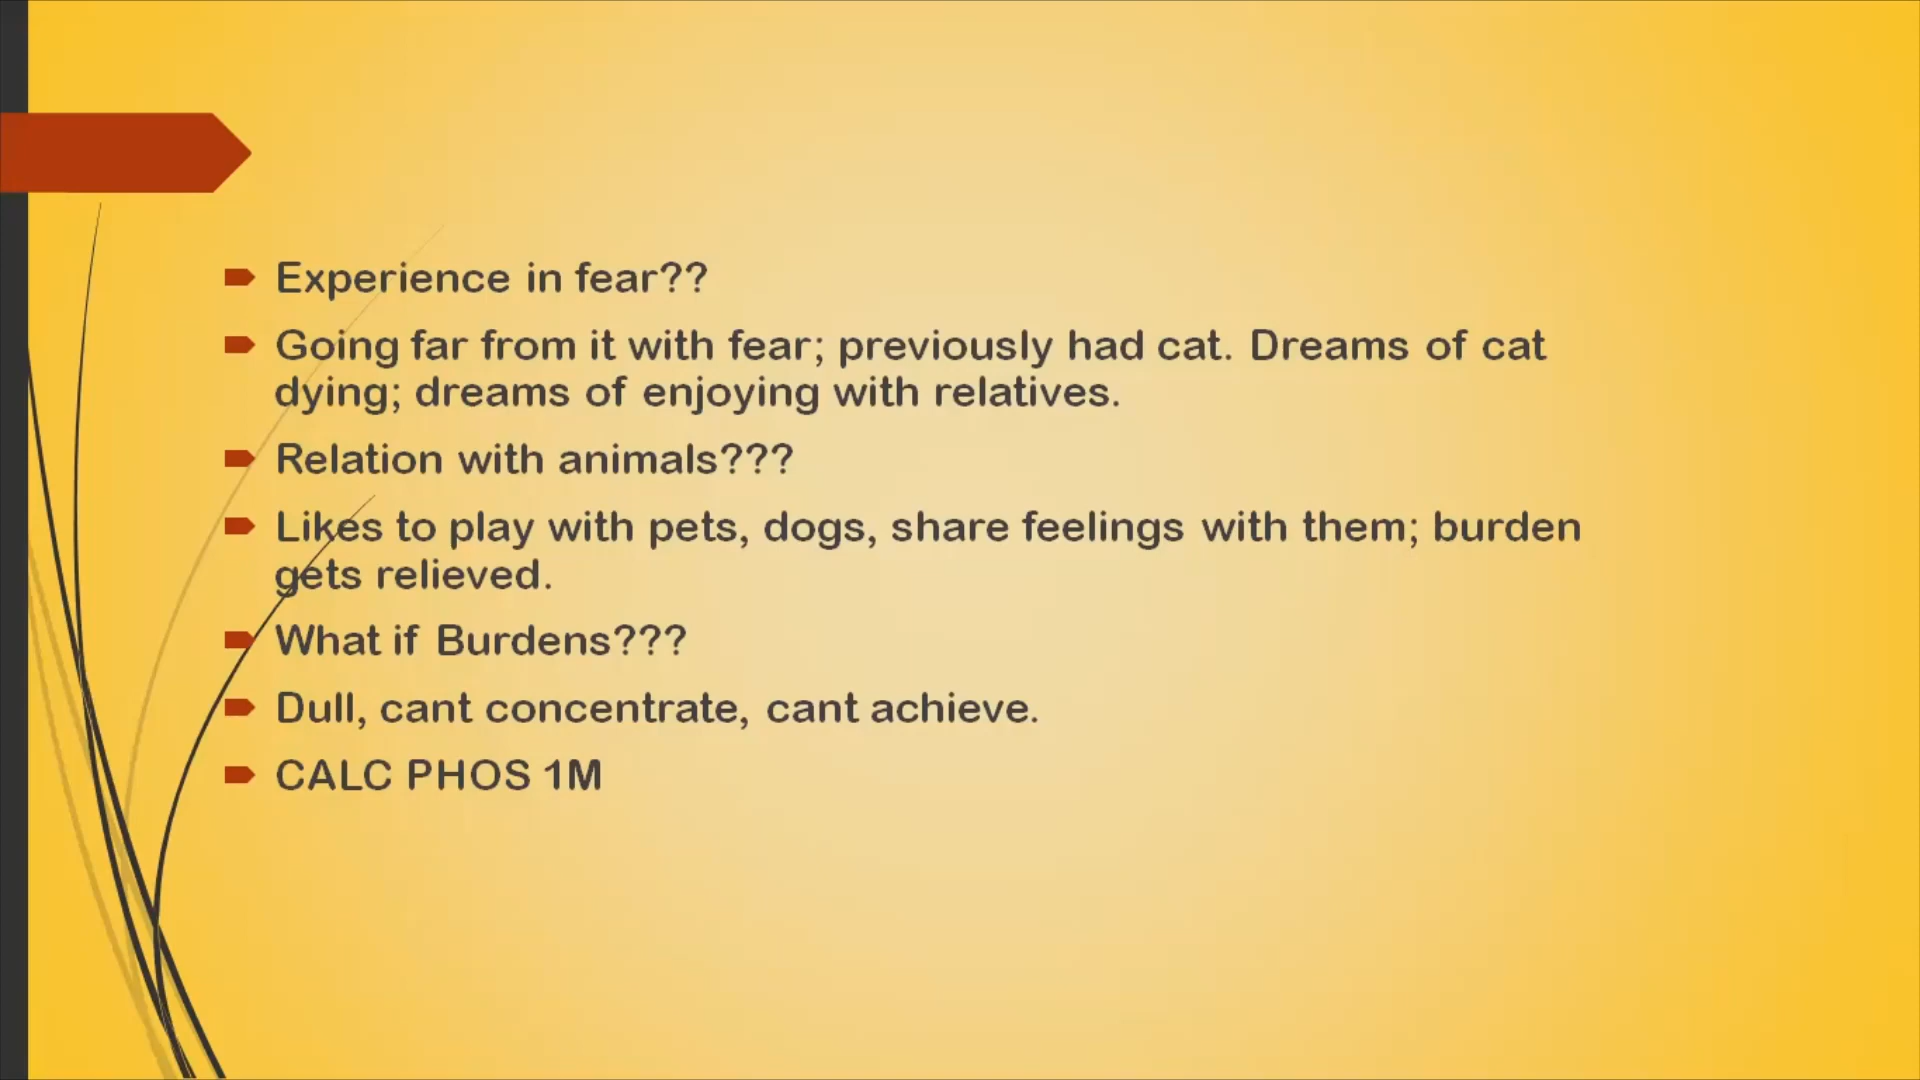 Experience in fear??
Going far from it with fear; previously had cat. Dreams of cat
dying; dreams of enjoying with relatives.
Relation with animals???
Likes to play with pets, dogs, share feelings with them; burden
gets relieved.
What if Burdens???
Dull, cant concentrate, cant achieve.
CALC PHOS 1M